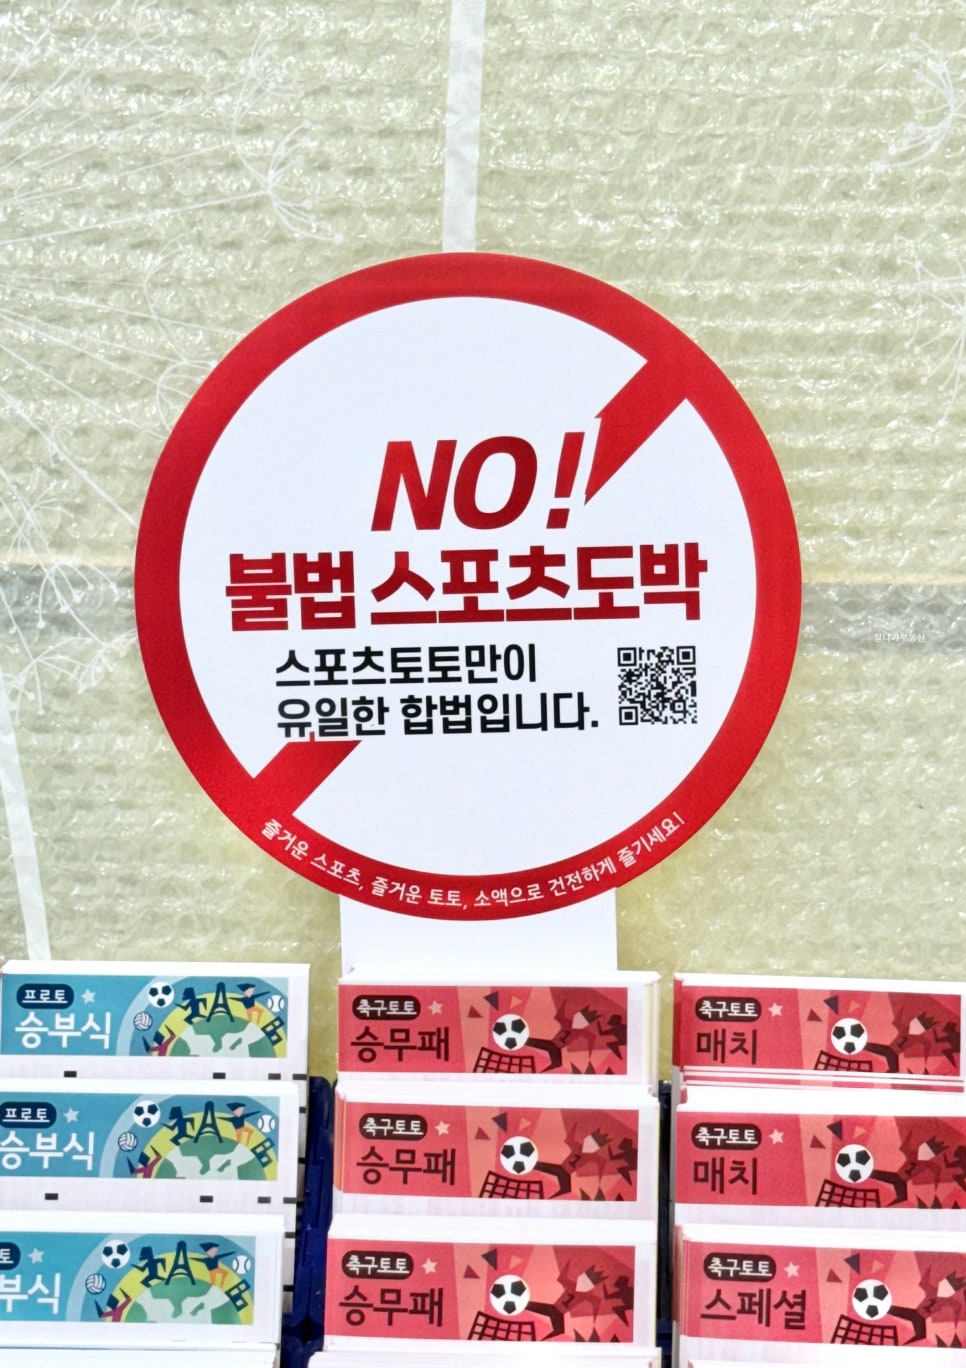 NO!
불법 스포츠도박
스포츠토토만이
유일한 합법입니다.
즐거운 스포츠, 즐거운 토토, 소액으로 건전하게 즐기세요!
프로토
승부식
축구토토
승무패
축구토토
매치
프로토
승부식
축구토토
승무패
축구토토
매치
토
부식
축구토토
승무패
축구토토
스페셜